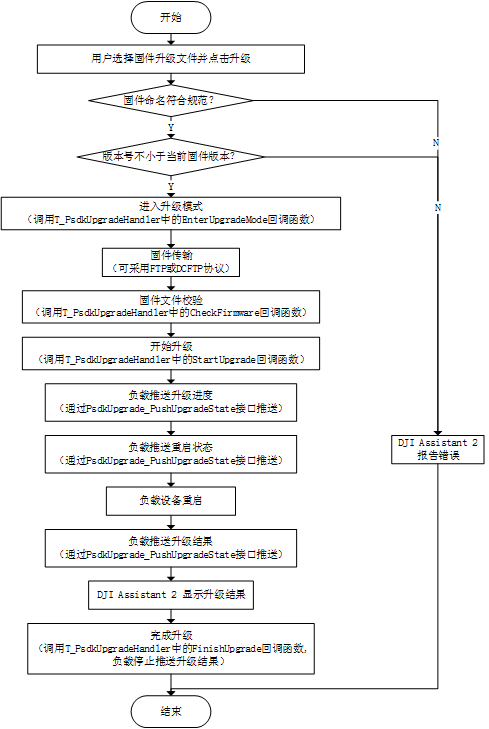 开始
用户选择固件升级文件并点击升级
固件命名符合规范?
Y
N
版本号不小于当前固件版本?
Y
N
进入升级模式
(调用T_PsdkUpgradeHandler中的EnterUpgradeMode回调函数)
固件传输
(可采用FTP或DCFTP协议)
固件文件校验
(调用T_PsdkUpgradeHandler中的CheckFirmware回调函数)
开始升级
(调用T_PsdkUpgradeHandler中的StartUpgrade回调函数)
负载推送升级进度
(通过PsdkUpgrade_PushUpgradeState接口推送)
负载推送重启状态
(通过PsdkUpgrade_PushUpgradeState接口推送)
DJI Assistant 2
报告错误
负载设备重启
负载推送升级结果
(通过PsdkUpgrade_PushUpgradeState接口推送)
DJI Assistant 2 显示升级结果
完成升级
(调用T_PsdkUpgradeHandler中的FinishUpgrade回调函数,
负载停止推送升级结果)
结束